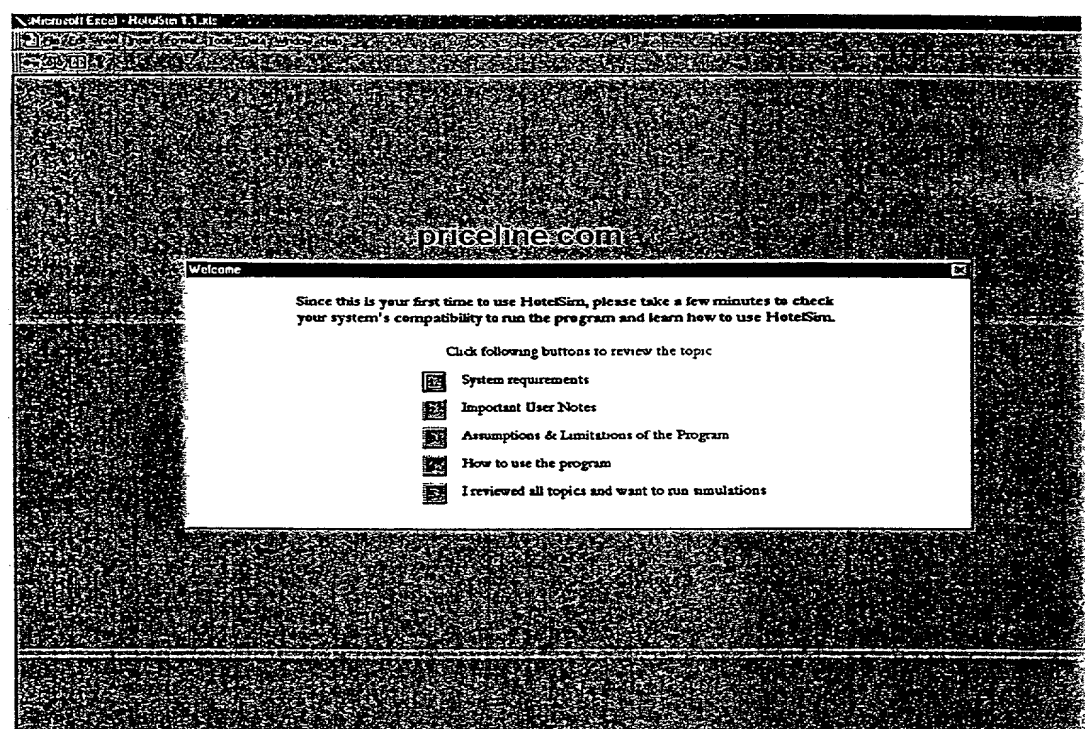 Microsoft Excel - HotelSim 1.1.xls
priceline.com
Welcome
Since this is your first time to use HotelSim, please take a few minutes to check
your system's compatibility to run the program and learn how to use HotelSim.
Click following buttons to review the topic
System requirements
Important User Notes
Assumptions & Limitations of the Program
How to use the program
I reviewed all topics and want to run simulations